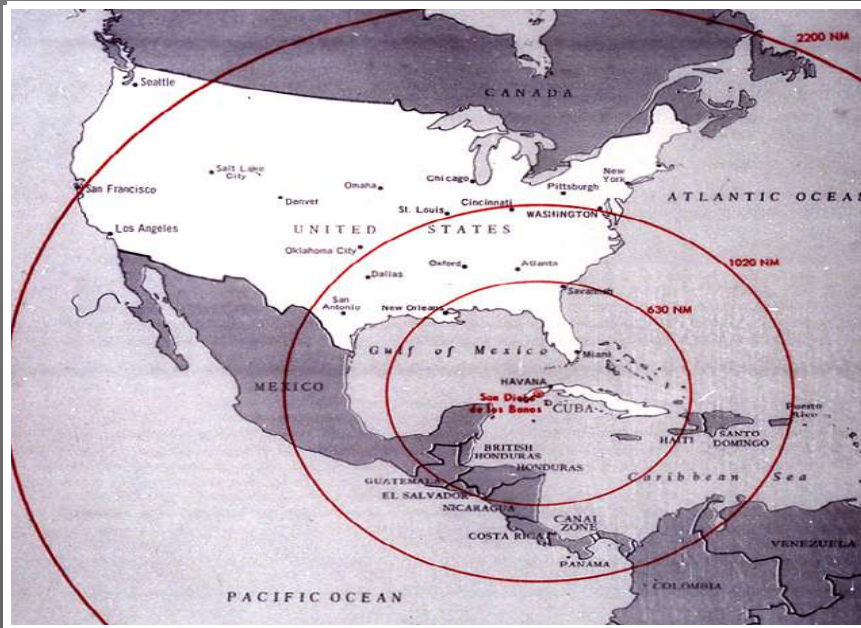 2200 NM
Seattle
CANADA
Salt Lake
City
Chicago
New
York
San Francisco
Denver
Omaha
Pittsburgh
ATLANTIC OCEAN
St. Louis
Cincinnati
WASHINGTON
Los Angeles
UNITED STATES
Oklahoma City
1020 NM
Dallas
Oxford
Atlanta
Savannah
San
Antonio
New Orleans
630 NM
Gulf of Mexico
Miami
MEXICO
HAVANA
San Diego
de los Banos
CUBA
Puerto
Rico
HAITI
SANTO
DOMINGO
BRITISH
HONDURAS
HONDURAS
Caribbean Sea
GUATEMALA
EL SALVADOR
NICARAGUA
COSTA RICA
CANAL
ZONE
PANAMA
VENEZUELA
COLOMBIA
PACIFIC OCEAN